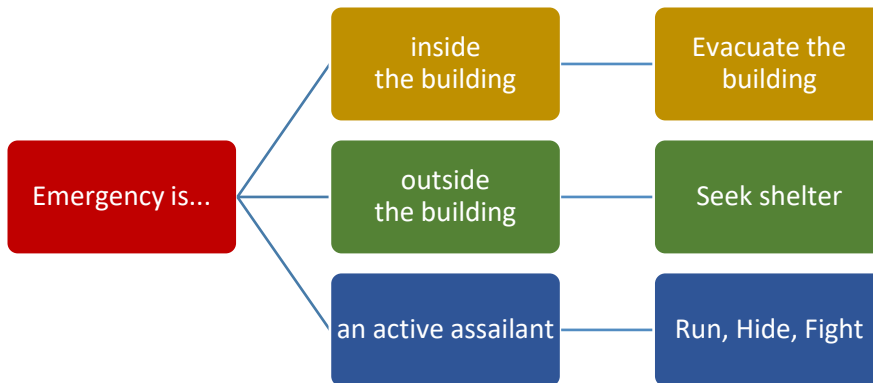 inside
the building
Evacuate the
building
Emergency is...
outside
the building
Seek shelter
an active assailant
Run, Hide, Fight